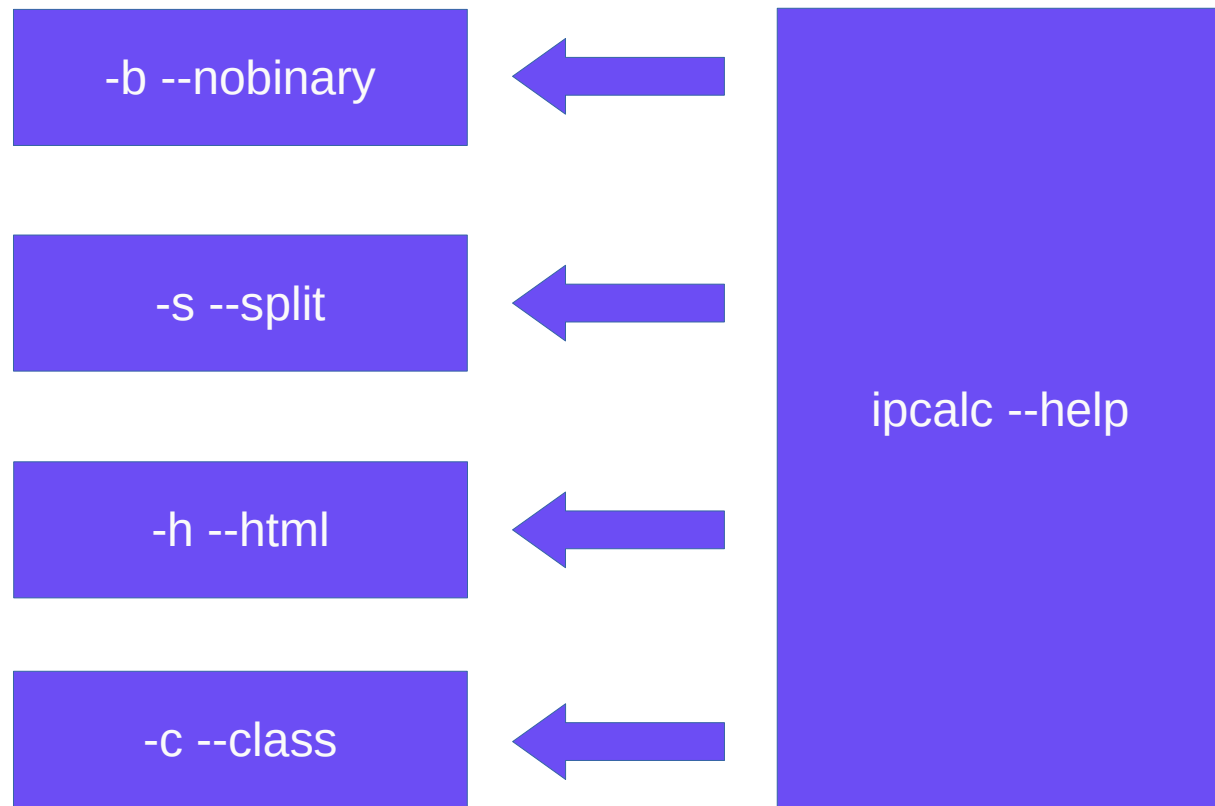 -b --nobinary
-s --split
-h --html
-c --class
ipcalc --help